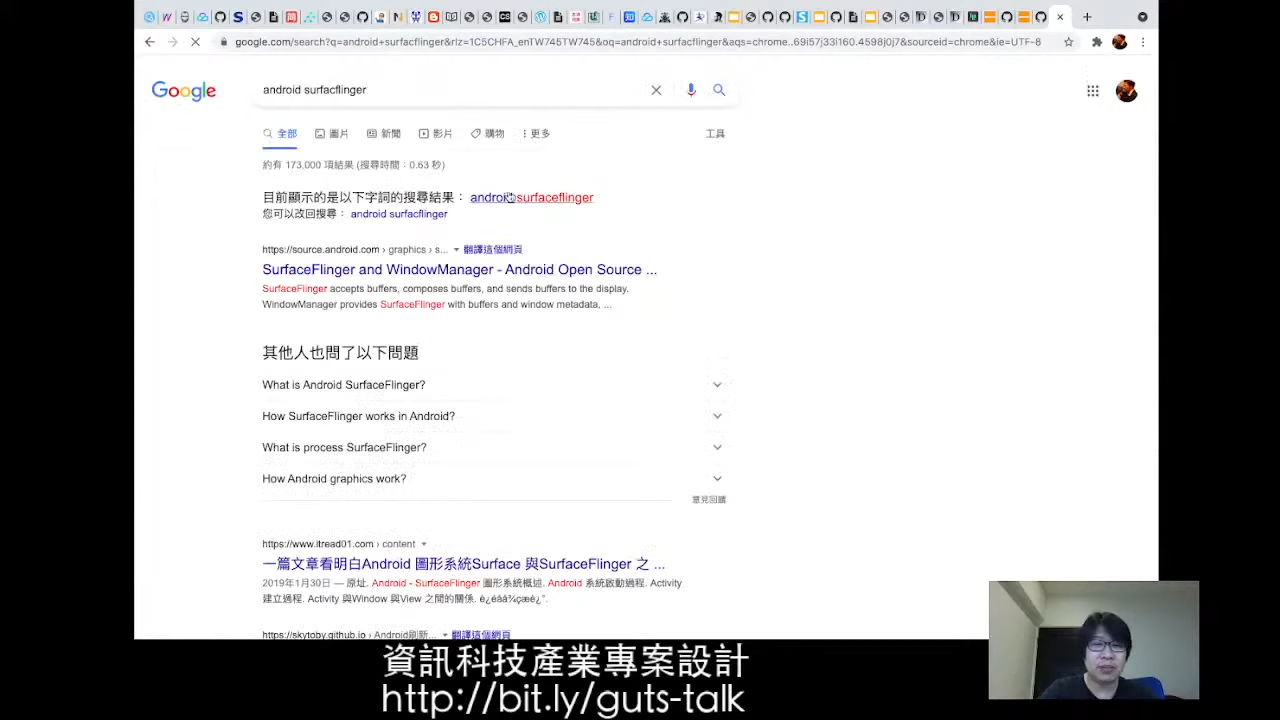 google.com/search?q=android+surfacflinger&rlz=1C5CHFA_enTW745TW745&oq=android+surfacflinger&aqs=chrome..69i57j33i160.4598j0j7&sourceid=chrome&ie=UTF-8
Google
android surfacflinger
全部 圖片 新聞 影片 購物 更多 工具
約有 173,000 項結果 (搜尋時間：0.63 秒)
目前顯示的是以下字詞的搜尋結果： android surfaceflinger
您可以改回搜尋： android surfacflinger
https://source.android.com › graphics › s... 翻譯這個網頁
SurfaceFlinger and WindowManager - Android Open Source ...
SurfaceFlinger accepts buffers, composes buffers, and sends buffers to the display.
WindowManager provides SurfaceFlinger with buffers and window metadata, ...
其他人也問了以下問題
What is Android SurfaceFlinger?
How SurfaceFlinger works in Android?
What is process SurfaceFlinger?
How Android graphics work?
意見回饋
https://www.itread01.com › content
一篇文章看明白Android 圖形系統Surface 與SurfaceFlinger 之 ...
2019年1月30日 — 原址. Android - SurfaceFlinger 圖形系統概述. Android 系統啟動過程. Activity
建立過程. Activity 與Window 與View 之間的關係.
https://skytoby.github.io › Android刷新... 翻譯這個網頁
資訊科技產業專案設計
http://bit.ly/guts-talk